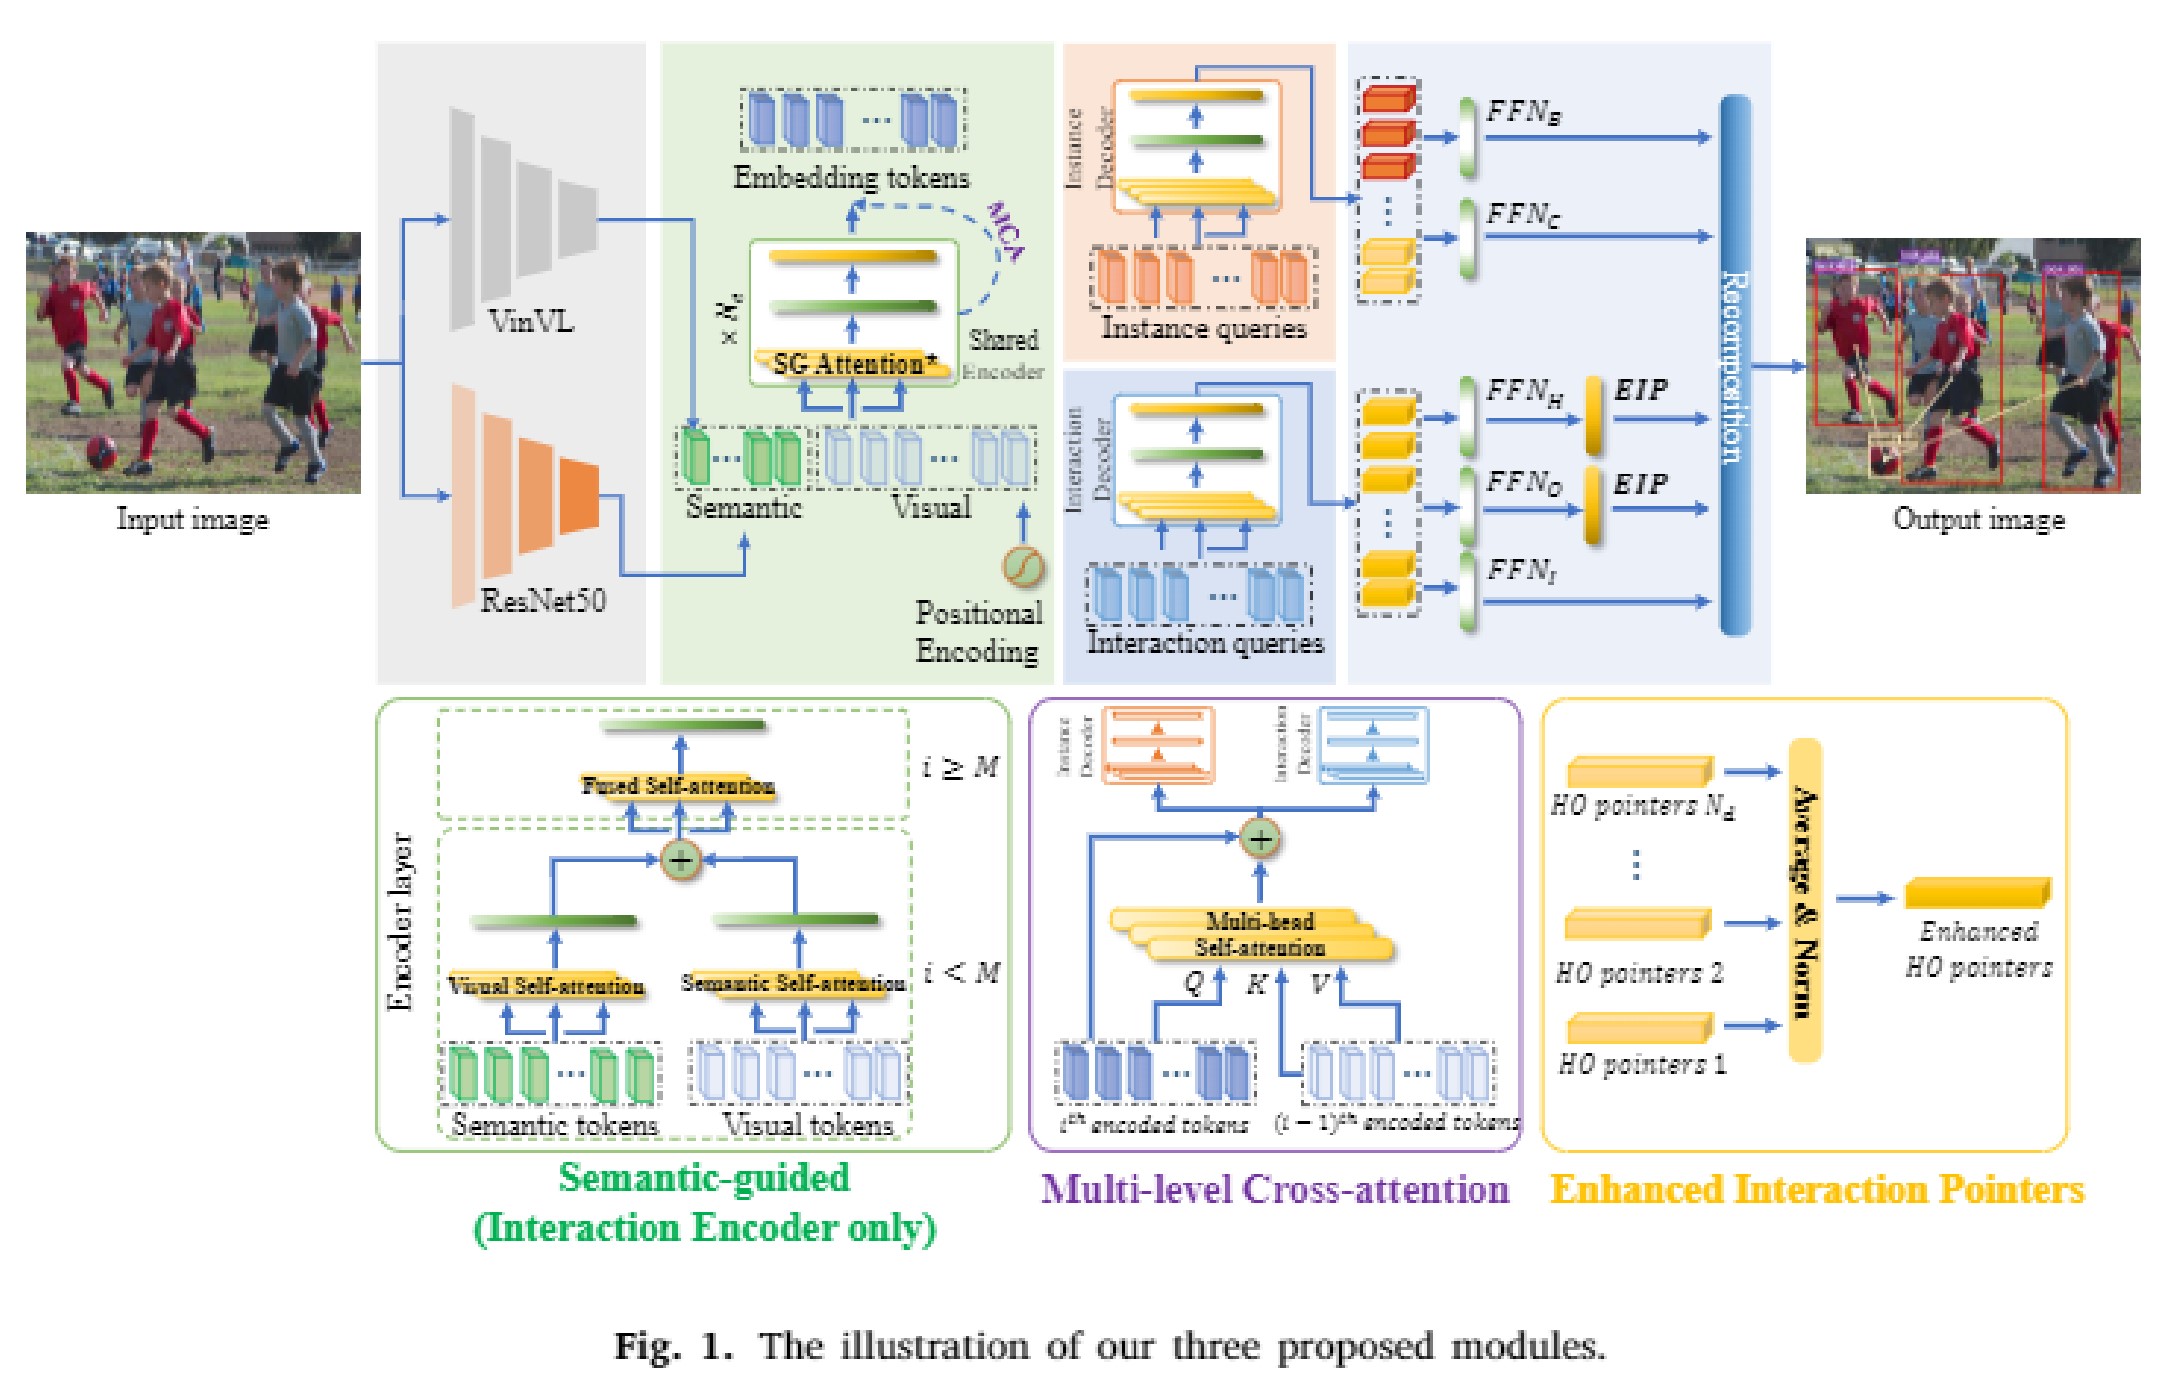 Input image
VinVL
ResNet50
Embedding tokens
MCA
× Nₑ
SG Attention*
Shared
Encoder
Semantic
Visual
Positional
Encoding
Instance
Decoder
Instance queries
Interaction
Decoder
Interaction queries
FFN_B
FFN_C
FFN_H
EIP
FFN_O
EIP
FFN_I
Recomposition
Output image
Encoder layer
Fused Self-attention
i ≥ M
+
Visual Self-attention
Semantic Self-attention
i < M
Semantic tokens
Visual tokens
Semantic-guided
(Interaction Encoder only)
Instance
Decoder
Interaction
Decoder
+
Multi-head
Self-attention
Q K V
iᵗʰ encoded tokens
(i − 1)ᵗʰ encoded tokens
Multi-level Cross-attention
HO pointers N_d
HO pointers 2
HO pointers 1
Average & Norm
Enhanced
HO pointers
Enhanced Interaction Pointers
Fig. 1. The illustration of our three proposed modules.